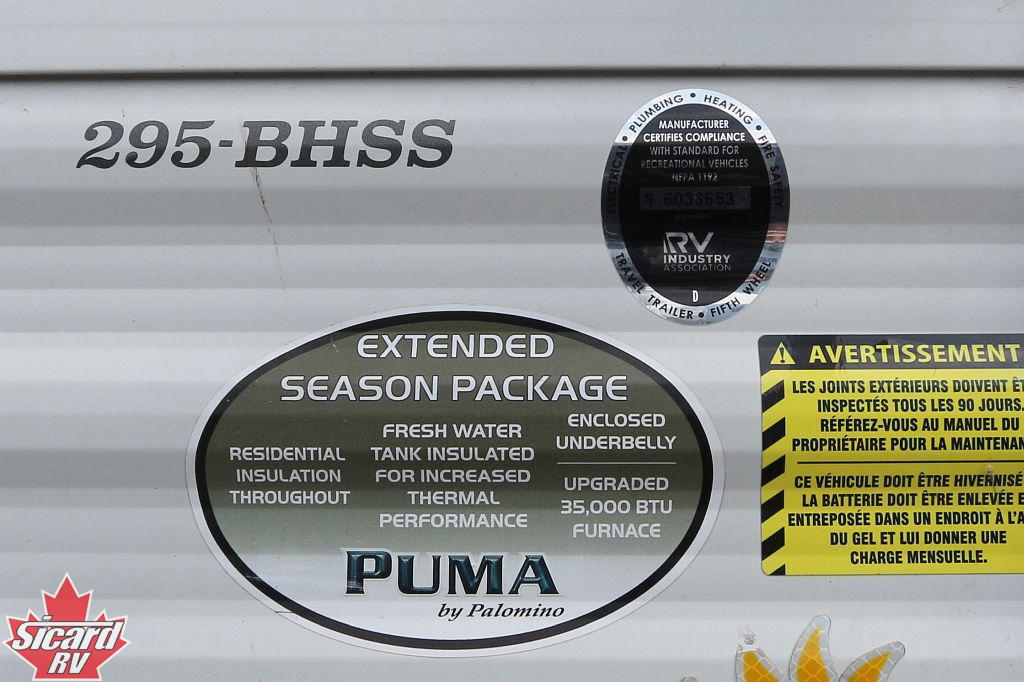 295-BHSS
PLUMBING • HEATING • FIRE SAFETY
ELECTRICAL •
MANUFACTURER
CERTIFIES COMPLIANCE
WITH STANDARD FOR
RECREATIONAL VEHICLES
NFPA 1192
S 6033653
MEMBER
RV
INDUSTRY
ASSOCIATION
D
TRAVEL TRAILER • FIFTH WHEEL
EXTENDED
SEASON PACKAGE
RESIDENTIAL
INSULATION
THROUGHOUT
FRESH WATER
TANK INSULATED
FOR INCREASED
THERMAL
PERFORMANCE
ENCLOSED
UNDERBELLY
UPGRADED
35,000 BTU
FURNACE
PUMA
by Palomino
AVERTISSEMENT
LES JOINTS EXTÉRIEURS DOIVENT
INSPECTÉS TOUS LES 90 JOURS.
RÉFÉREZ-VOUS AU MANUEL DU
PROPRIÉTAIRE POUR LA
CE VÉHICULE DOIT ÊTRE HIVERNISÉ
LA BATTERIE DOIT ÊTRE ENLEVÉE
ENTREPOSÉE DANS UN ENDROIT À
DU GEL ET LUI DONNER UNE
CHARGE MENSUELLE.
Sicard
RV